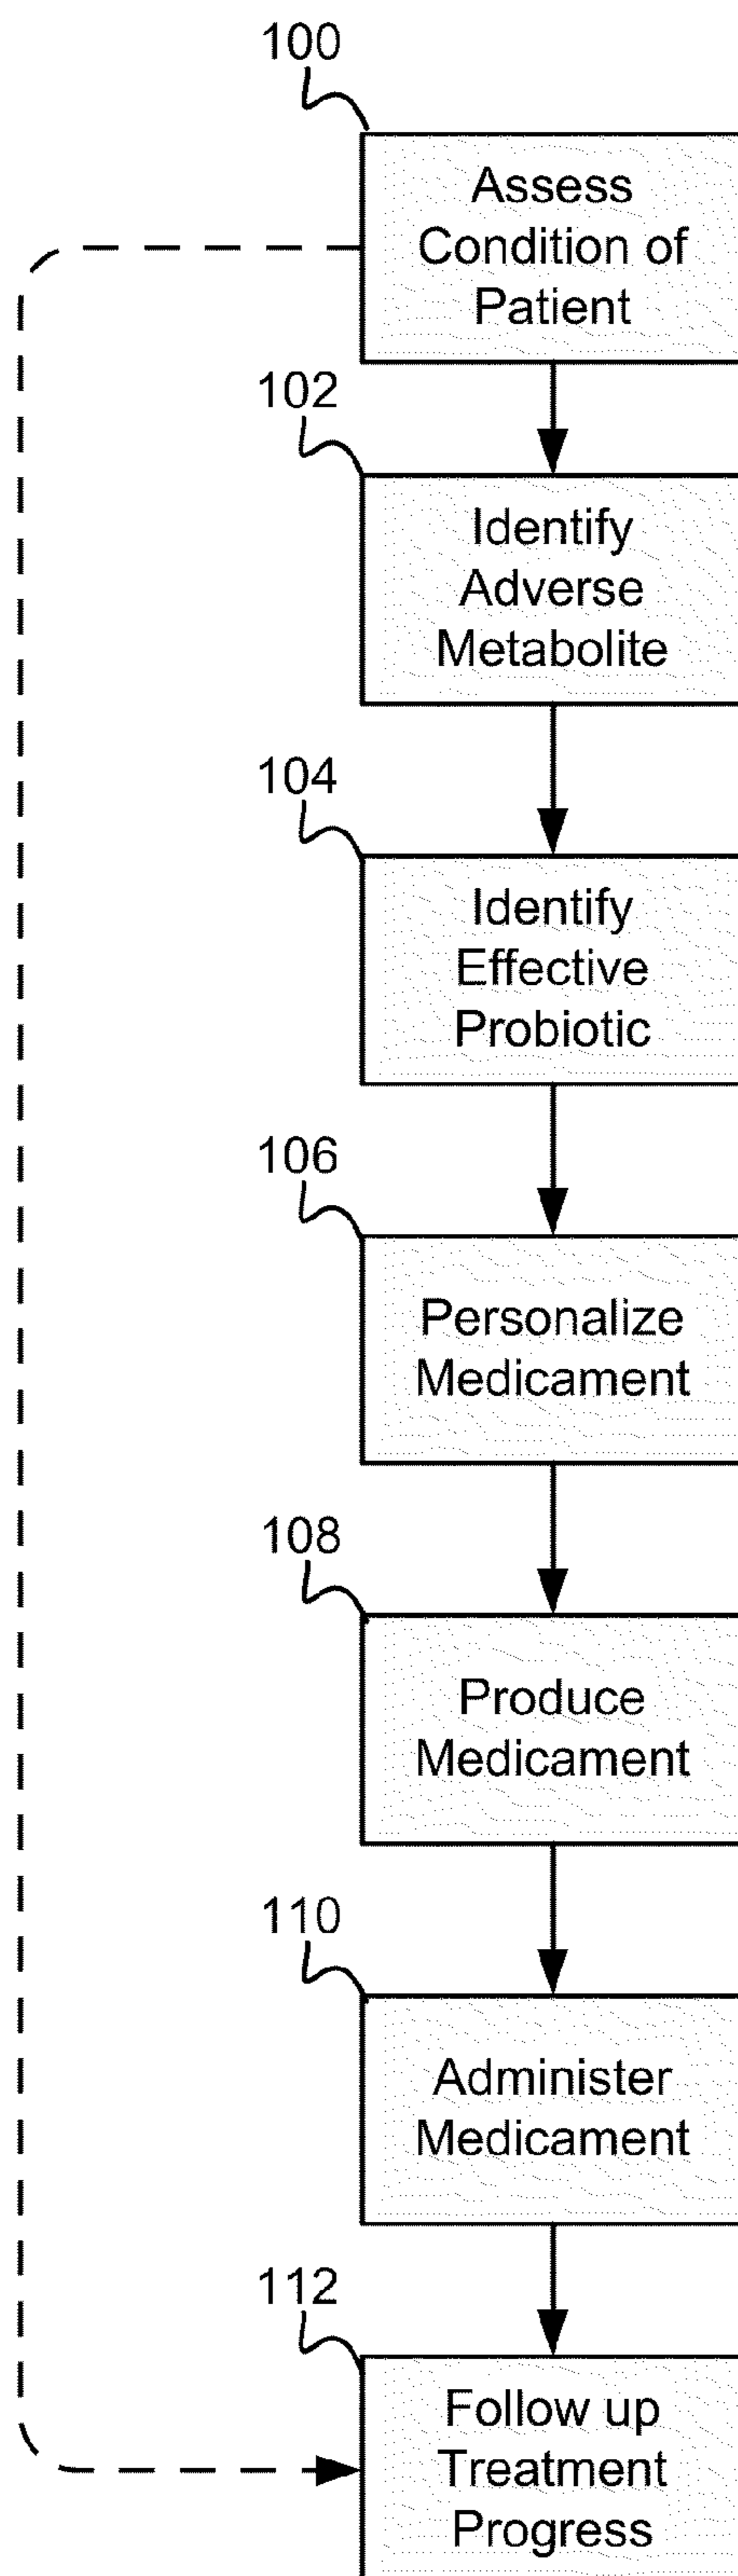 100
Assess
Condition of
Patient
102
Identify
Adverse
Metabolite
104
Identify
Effective
Probiotic
106
Personalize
Medicament
108
Produce
Medicament
110
Administer
Medicament
112
Follow up
Treatment
Progress